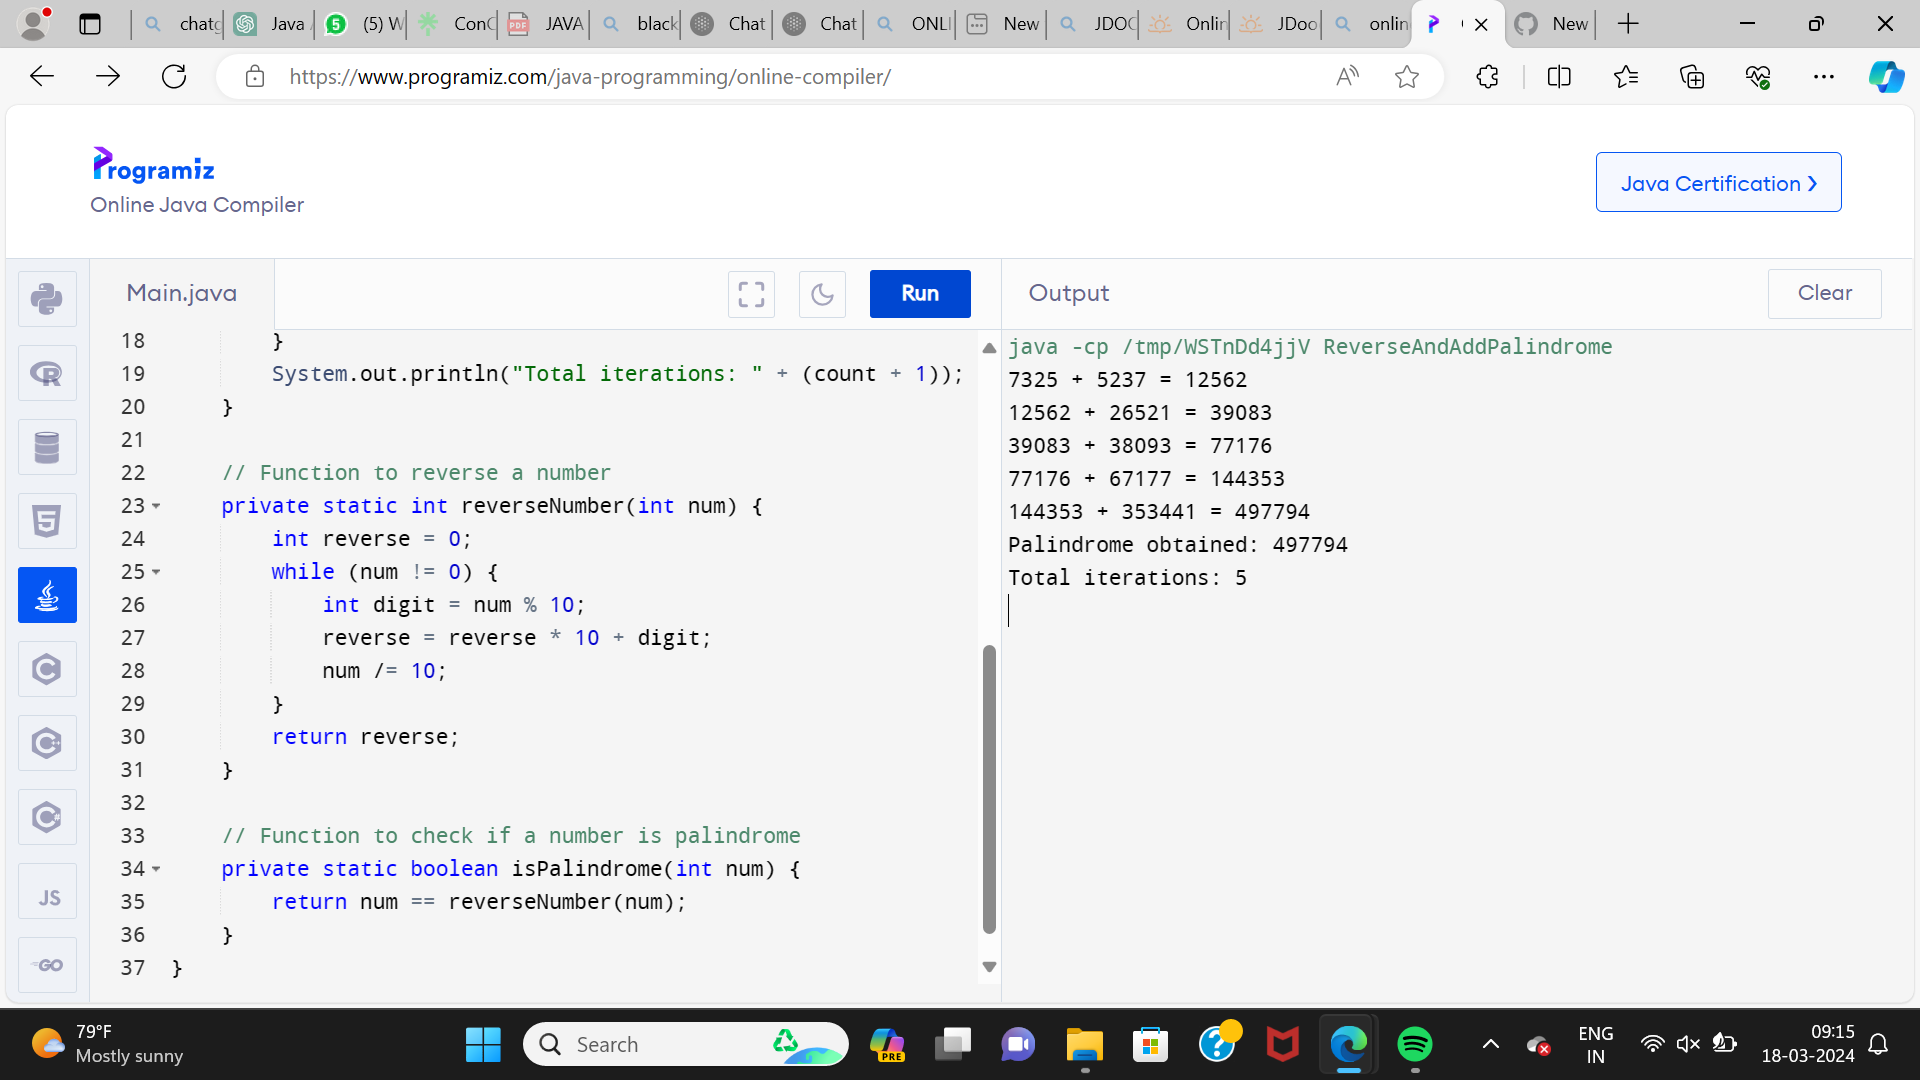 chatg
Java A
(5) W
ConC
JAVA
black
Chat
Chat
ONLI
New
JDOC
Onlin
JDoo
onlin
New
https://www.programiz.com/java-programming/online-compiler/
Programiz
Online Java Compiler
Java Certification ❯
Main.java
Run
Output
Clear
18 }
19 System.out.println("Total iterations: " + (count + 1));
20 }
21
22 // Function to reverse a number
23 private static int reverseNumber(int num) {
24 int reverse = 0;
25 while (num != 0) {
26 int digit = num % 10;
27 reverse = reverse * 10 + digit;
28 num /= 10;
29 }
30 return reverse;
31 }
32
33 // Function to check if a number is palindrome
34 private static boolean isPalindrome(int num) {
35 return num == reverseNumber(num);
36 }
37 }
java -cp /tmp/WSTnDd4jjV ReverseAndAddPalindrome
7325 + 5237 = 12562
12562 + 26521 = 39083
39083 + 38093 = 77176
77176 + 67177 = 144353
144353 + 353441 = 497794
Palindrome obtained: 497794
Total iterations: 5
JS
GO
79°F
Mostly sunny
Search
PRE
ENG
IN
09:15
18-03-2024